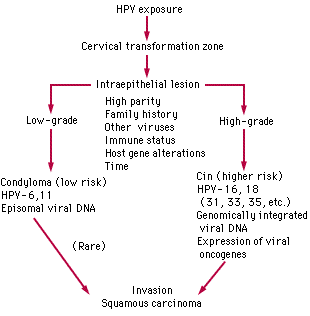 HPV exposure
Cervical transformation zone
Intraepithelial lesion
High parity
Family history
Other viruses
Immune status
Host gene alterations
Time
Low-grade
High-grade
Condyloma (low risk)
HPV-6,11
Episomal viral DNA
Cin (higher risk)
HPV-16, 18
(31, 33, 35, etc.)
Genomically integrated
viral DNA
Expression of viral
oncogenes
(Rare)
Invasion
Squamous carcinoma